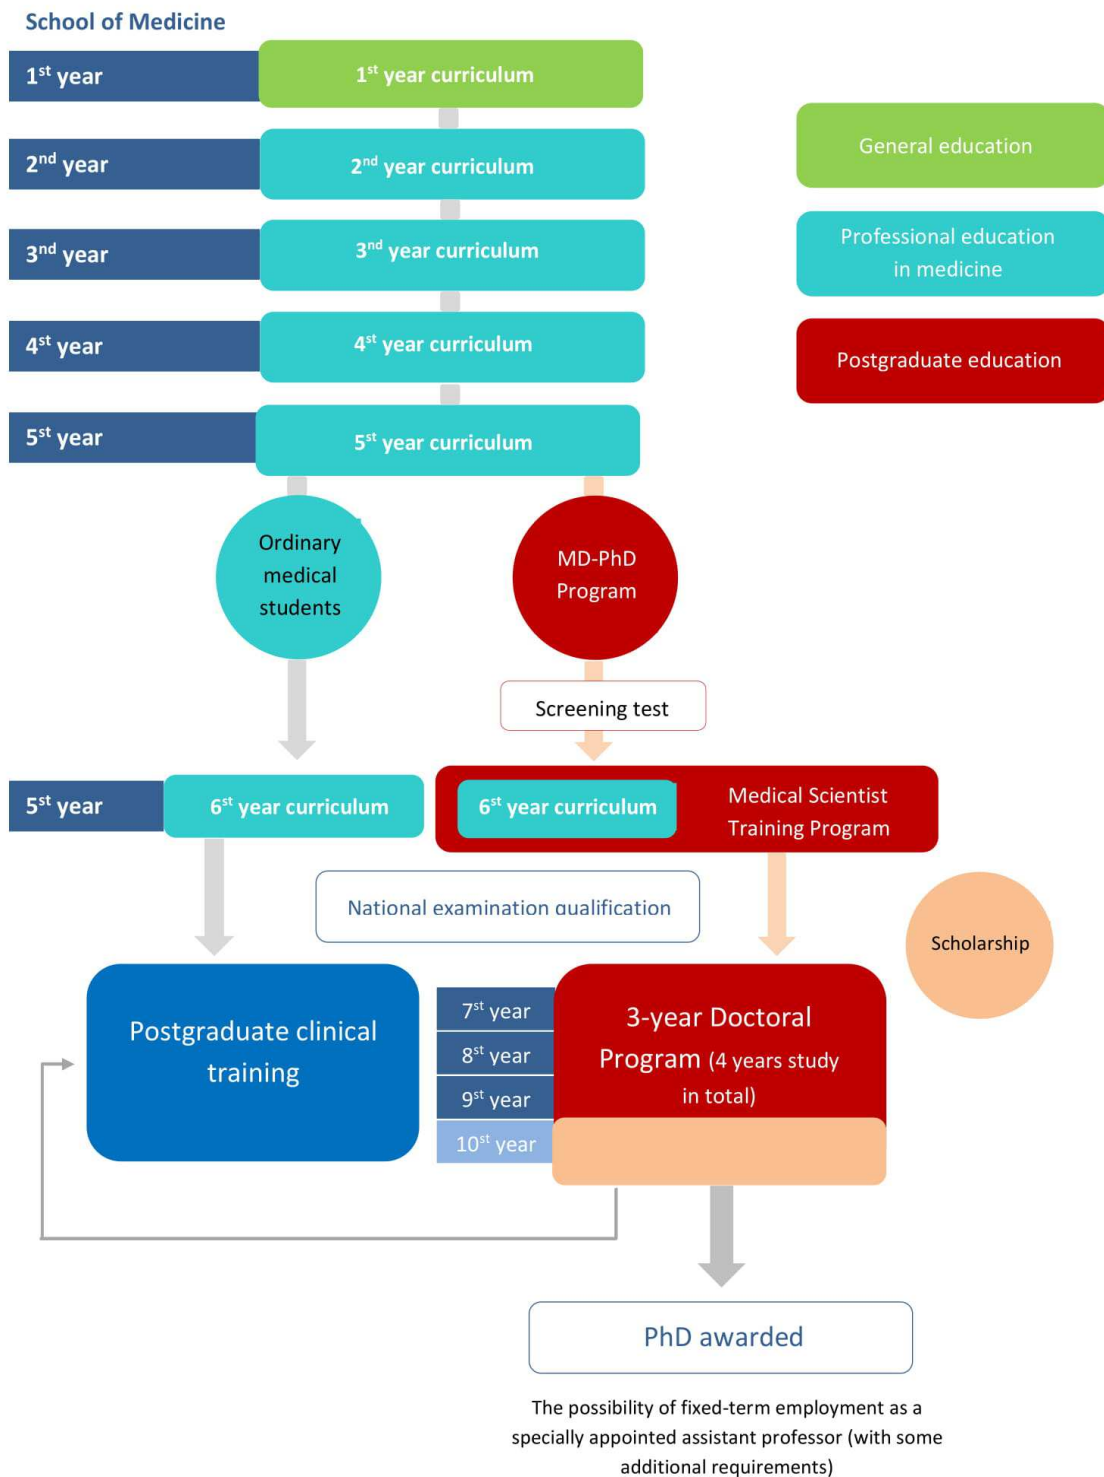 School of Medicine
1st year
1st year curriculum
2nd year
2nd year curriculum
General education
3nd year
3nd year curriculum
Professional education
in medicine
4st year
4st year curriculum
Postgraduate education
5st year
5st year curriculum
Ordinary
medical
students
MD-PhD
Program
Screening test
5st year
6st year curriculum
6st year curriculum
Medical Scientist
Training Program
National examination qualification
Scholarship
Postgraduate clinical
training
7st year
8st year
9st year
10st year
3-year Doctoral
Program (4 years study
in total)
PhD awarded
The possibility of fixed-term employment as a
specially appointed assistant professor (with some
additional requirements)